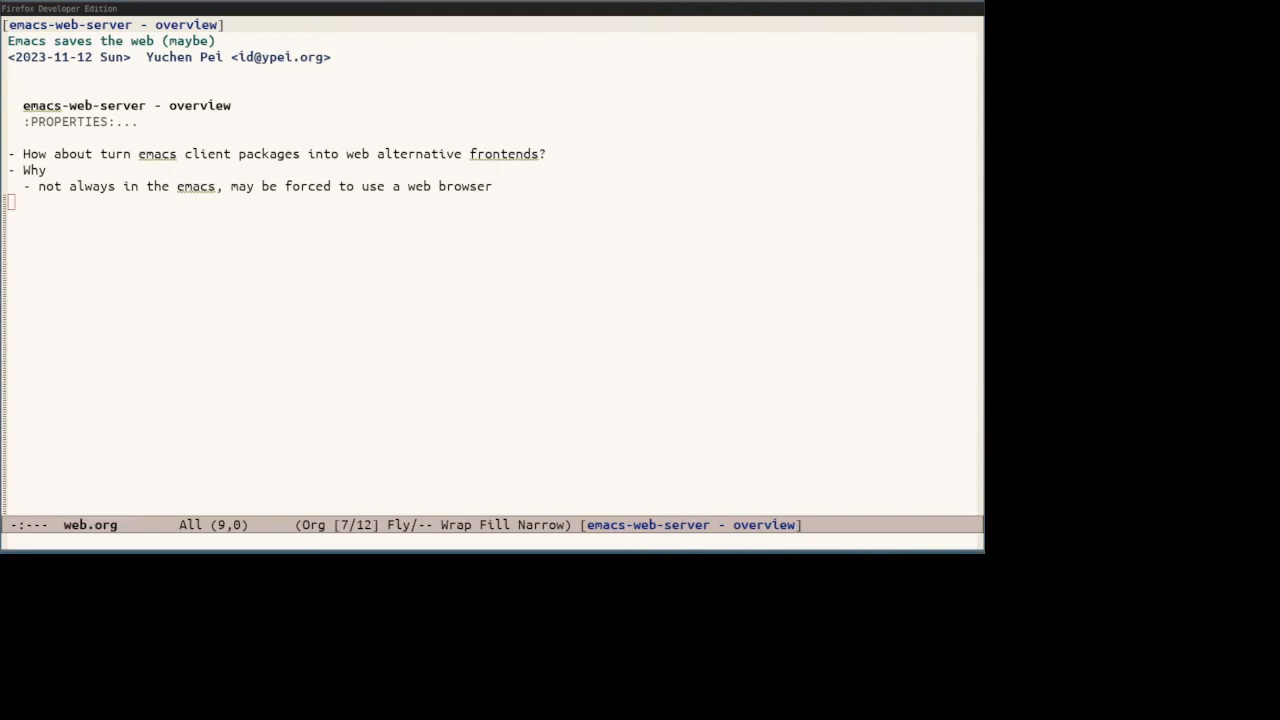 Firefox Developer Edition
[emacs-web-server - overview]
Emacs saves the web (maybe)
<2023-11-12 Sun>  Yuchen Pei <id@ypei.org>
emacs-web-server - overview
:PROPERTIES:...
- How about turn emacs client packages into web alternative frontends?
- Why
  - not always in the emacs, may be forced to use a web browser
-:---  web.org        All (9,0)      (Org [7/12] Fly/-- Wrap Fill Narrow) [emacs-web-server - overview]